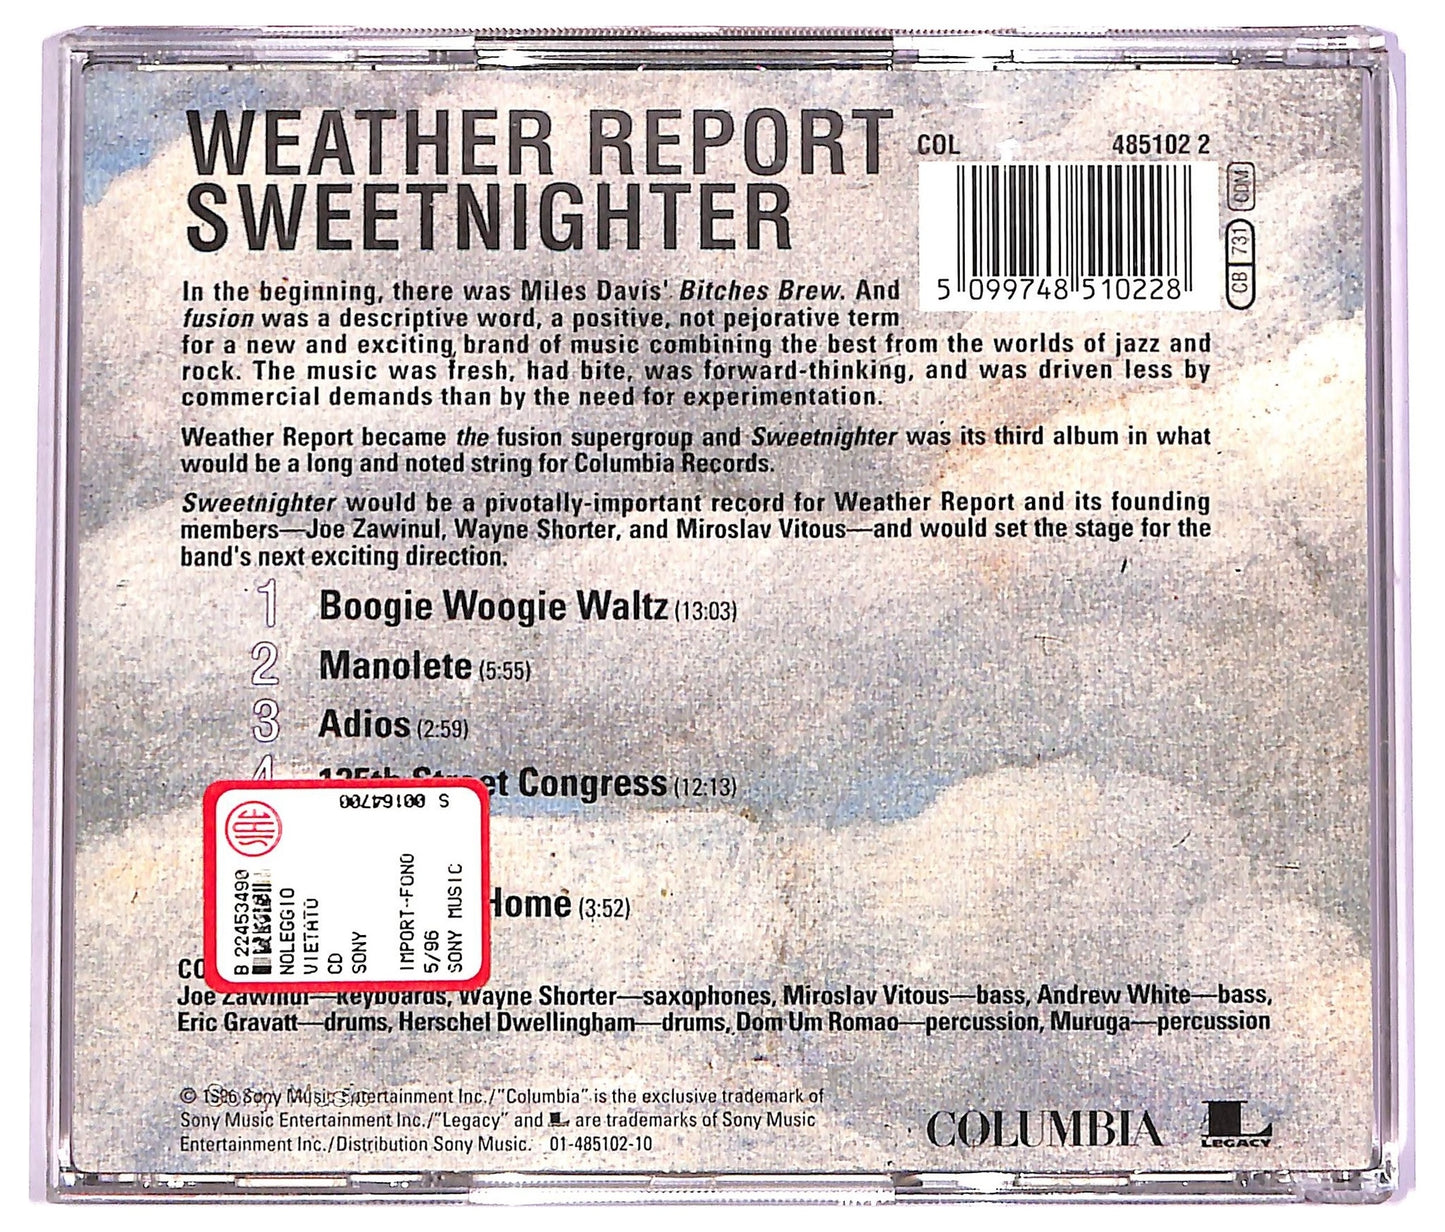 WEATHER REPORT
SWEETNIGHTER
COL 485102 2
5 099748 510228
CDM
CB 731
In the beginning, there was Miles Davis' Bitches Brew. And
fusion was a descriptive word, a positive, not pejorative term
for a new and exciting brand of music combining the best from the worlds of jazz and
rock. The music was fresh, had bite, was forward-thinking, and was driven less by
commercial demands than by the need for experimentation.
Weather Report became the fusion supergroup and Sweetnighter was its third album in what
would be a long and noted string for Columbia Records.
Sweetnighter would be a pivotally-important record for Weather Report and its founding
members—Joe Zawinul, Wayne Shorter, and Miroslav Vitous—and would set the stage for the
band's next exciting direction.
1 Boogie Woogie Waltz (13:03)
2 Manolete (5:55)
3 Adios (2:59)
4 125th Street Congress (12:13)
Home (3:52)
S 00164700
SIAE
B 22453490
NOLEGGIO
VIETATO
CD
SONY
IMPORT-FONO
5/96
SONY MUSIC
Joe Zawinul—keyboards, Wayne Shorter—saxophones, Miroslav Vitous—bass, Andrew White—bass,
Eric Gravatt—drums, Herschel Dwellingham—drums, Dom Um Romao—percussion, Muruga—percussion
© 1996 Sony Music Entertainment Inc./"Columbia" is the exclusive trademark of
Sony Music Entertainment Inc./"Legacy" and L are trademarks of Sony Music
Entertainment Inc./Distribution Sony Music. 01-485102-10
COLUMBIA
L
LEGACY